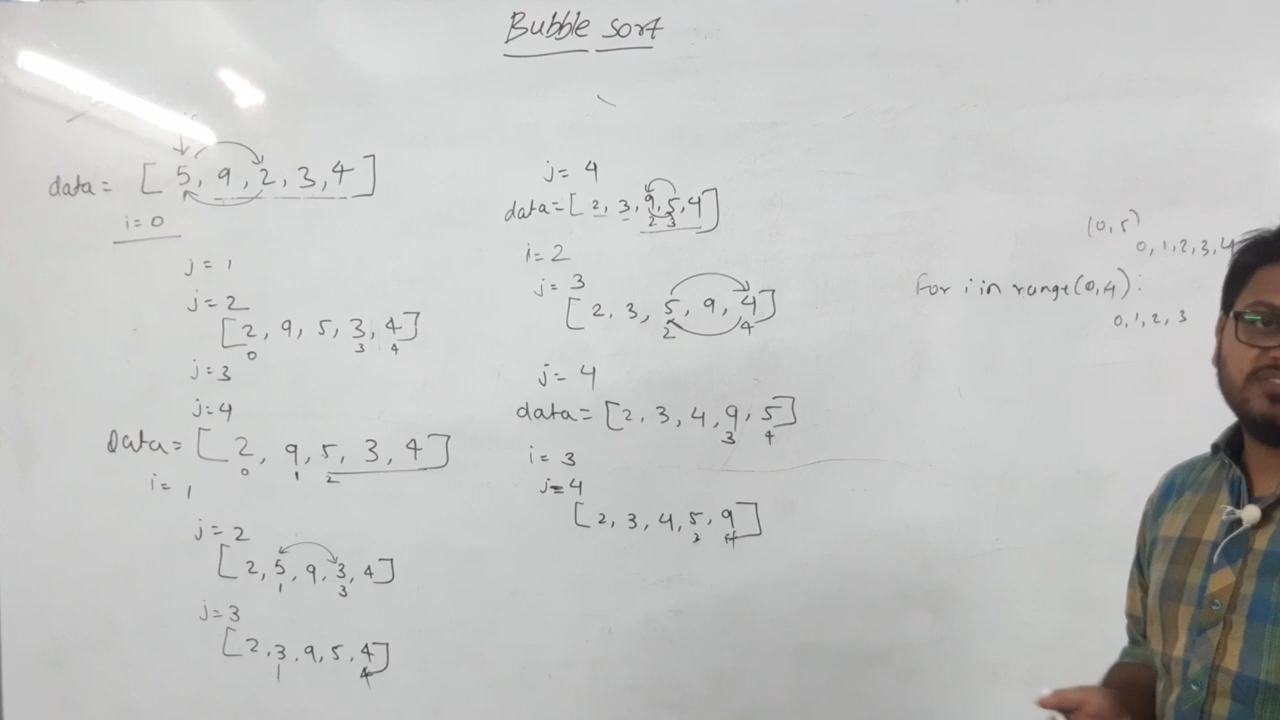 Bubble sort
data= [ 5, 9, 2, 3, 4 ]
i= 0
j = 1
j= 2
[2, 9, 5, 3, 4]
0 3 4
j= 3
j= 4
Data= [ 2, 9, 5, 3, 4 ]
0 1 2
i= 1
j= 2
[ 2, 5, 9, 3, 4 ]
1 3
j= 3
[ 2, 3, 9, 5, 4 ]
1 4
j= 4
data=[ 2, 3, 9, 5, 4 ]
2 3
i= 2
j= 3
[ 2, 3, 5, 9, 4 ]
2 4
j= 4
data= [2, 3, 4, 9, 5]
3 4
i= 3
j= 4
[ 2, 3, 4, 5, 9 ]
3 4
(0, 5)
0, 1, 2, 3, 4
For i in range(0,4) :
0, 1, 2, 3